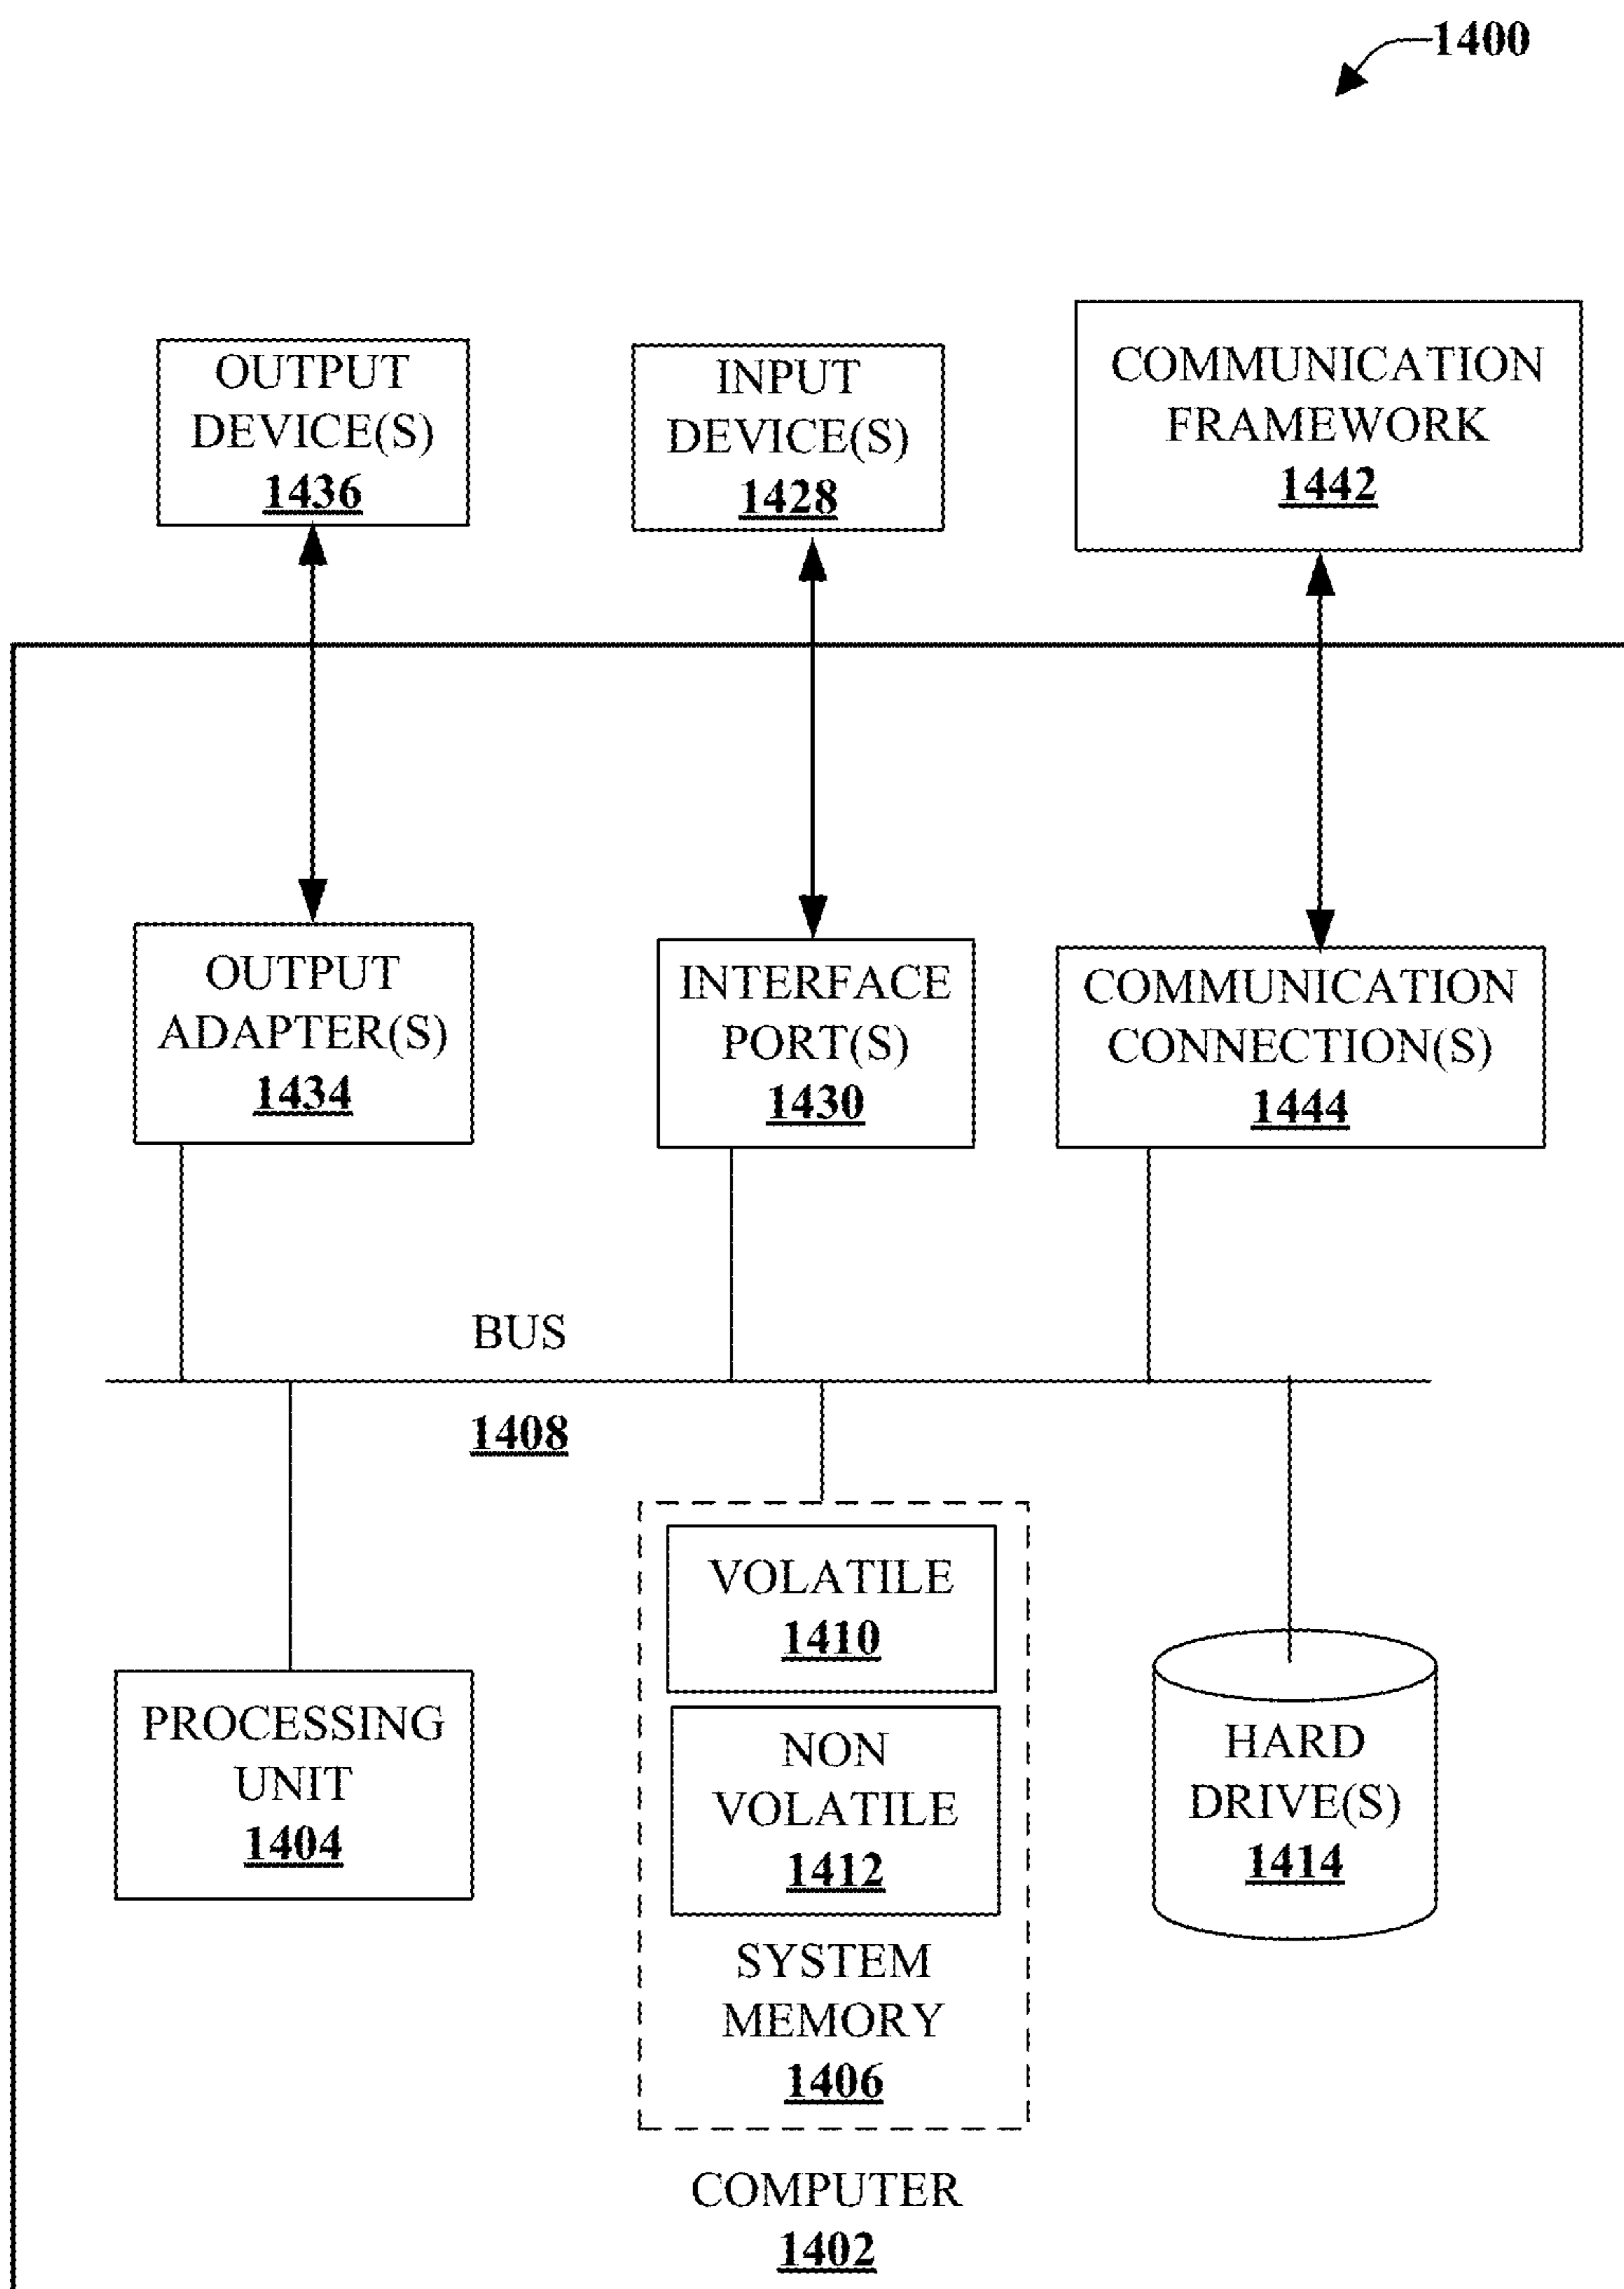 1400
OUTPUT
DEVICE(S)
1436
INPUT
DEVICE(S)
1428
COMMUNICATION
FRAMEWORK
1442
OUTPUT
ADAPTER(S)
1434
INTERFACE
PORT(S)
1430
COMMUNICATION
CONNECTION(S)
1444
BUS
1408
PROCESSING
UNIT
1404
VOLATILE
1410
NON
VOLATILE
1412
SYSTEM
MEMORY
1406
HARD
DRIVE(S)
1414
COMPUTER
1402